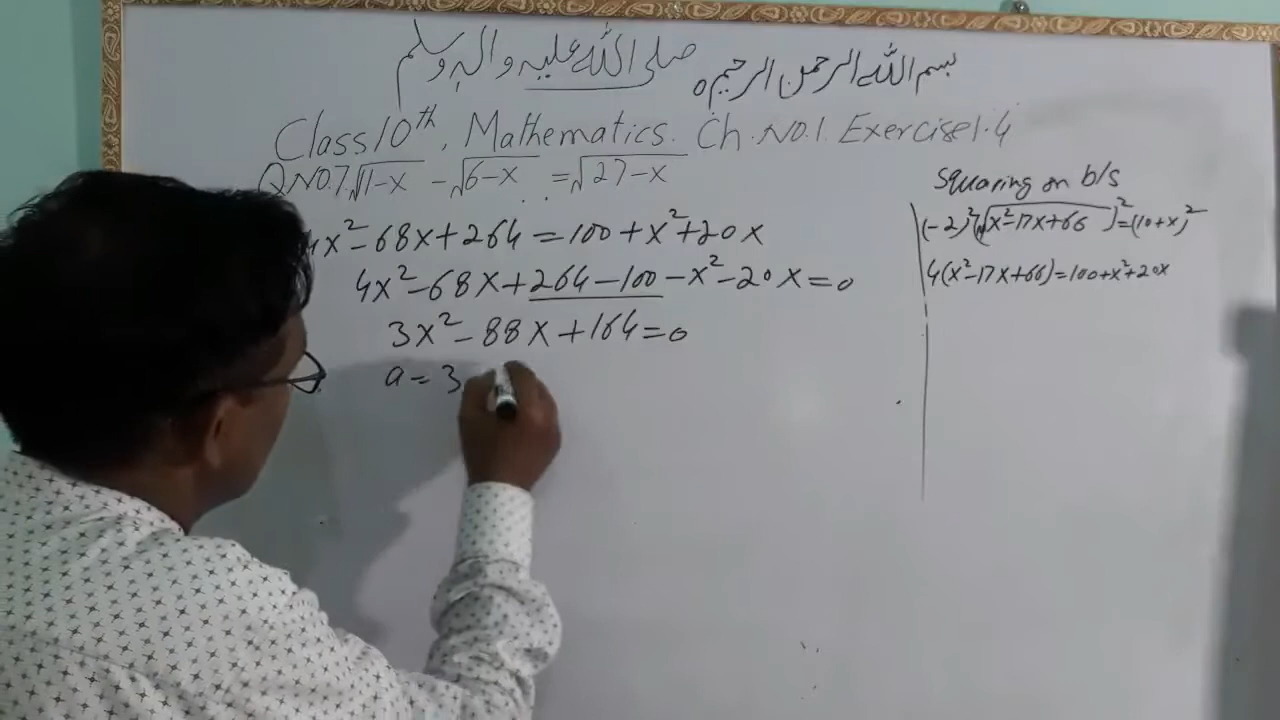 بسم اللہ الرحمن الرحیم صلی اللہ علیہ والہ وسلم
Class 10th, Mathematics. Ch. No.1. Exercise 1.4
Q.No.7. √1-x - √6-x = √27-x
4x²-68x+264=100+x²+20x
4x²-68x+264-100-x²-20x=0
3x²-88x+164=0
a=3
Squaring on b/s
(-2)²(√x²-17x+66)²=(10+x)²
4(x²-17x+66)=100+x²+20x